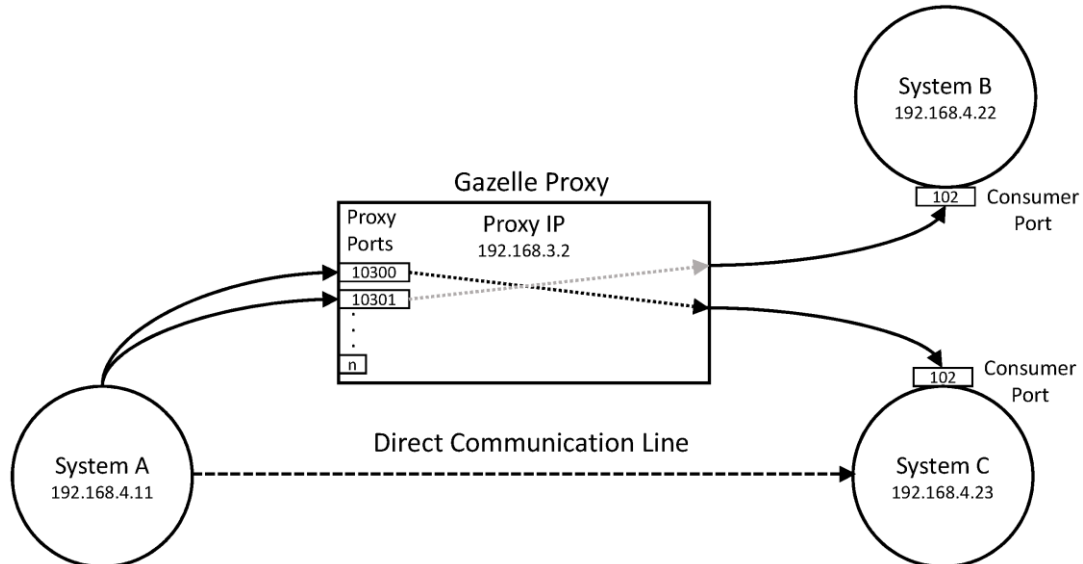 System B
192.168.4.22
102
Consumer
Port
Gazelle Proxy
Proxy
Ports
Proxy IP
192.168.3.2
10300
10301
.
.
.
n
102
Consumer
Port
Direct Communication Line
System A
192.168.4.11
System C
192.168.4.23